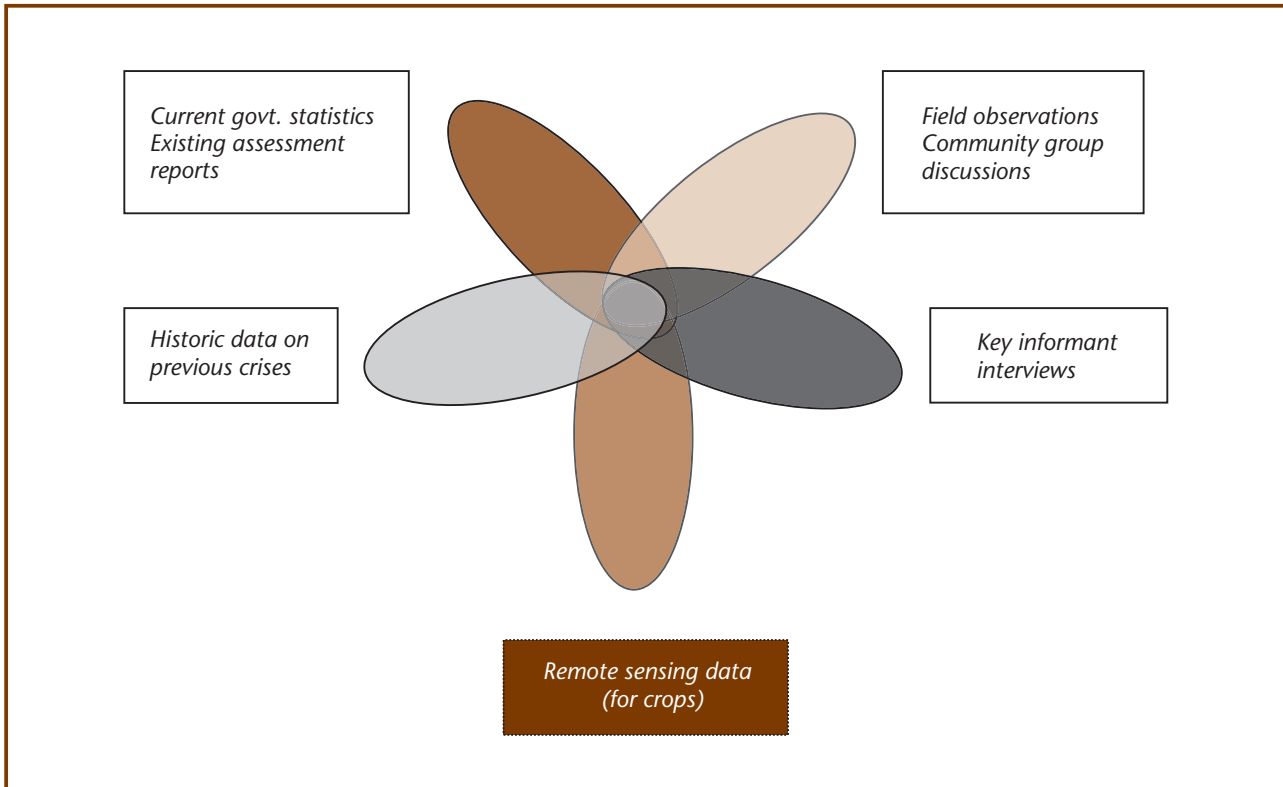 Current govt. statistics
Existing assessment
reports
Field observations
Community group
discussions
Historic data on
previous crises
Key informant
interviews
Remote sensing data
(for crops)